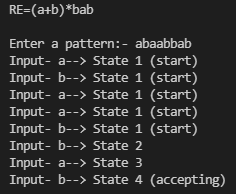 RE=(a+b)*bab
Enter a pattern:- abaabbab
Input- a--> State 1 (start)
Input- b--> State 1 (start)
Input- a--> State 1 (start)
Input- a--> State 1 (start)
Input- b--> State 1 (start)
Input- b--> State 2
Input- a--> State 3
Input- b--> State 4 (accepting)